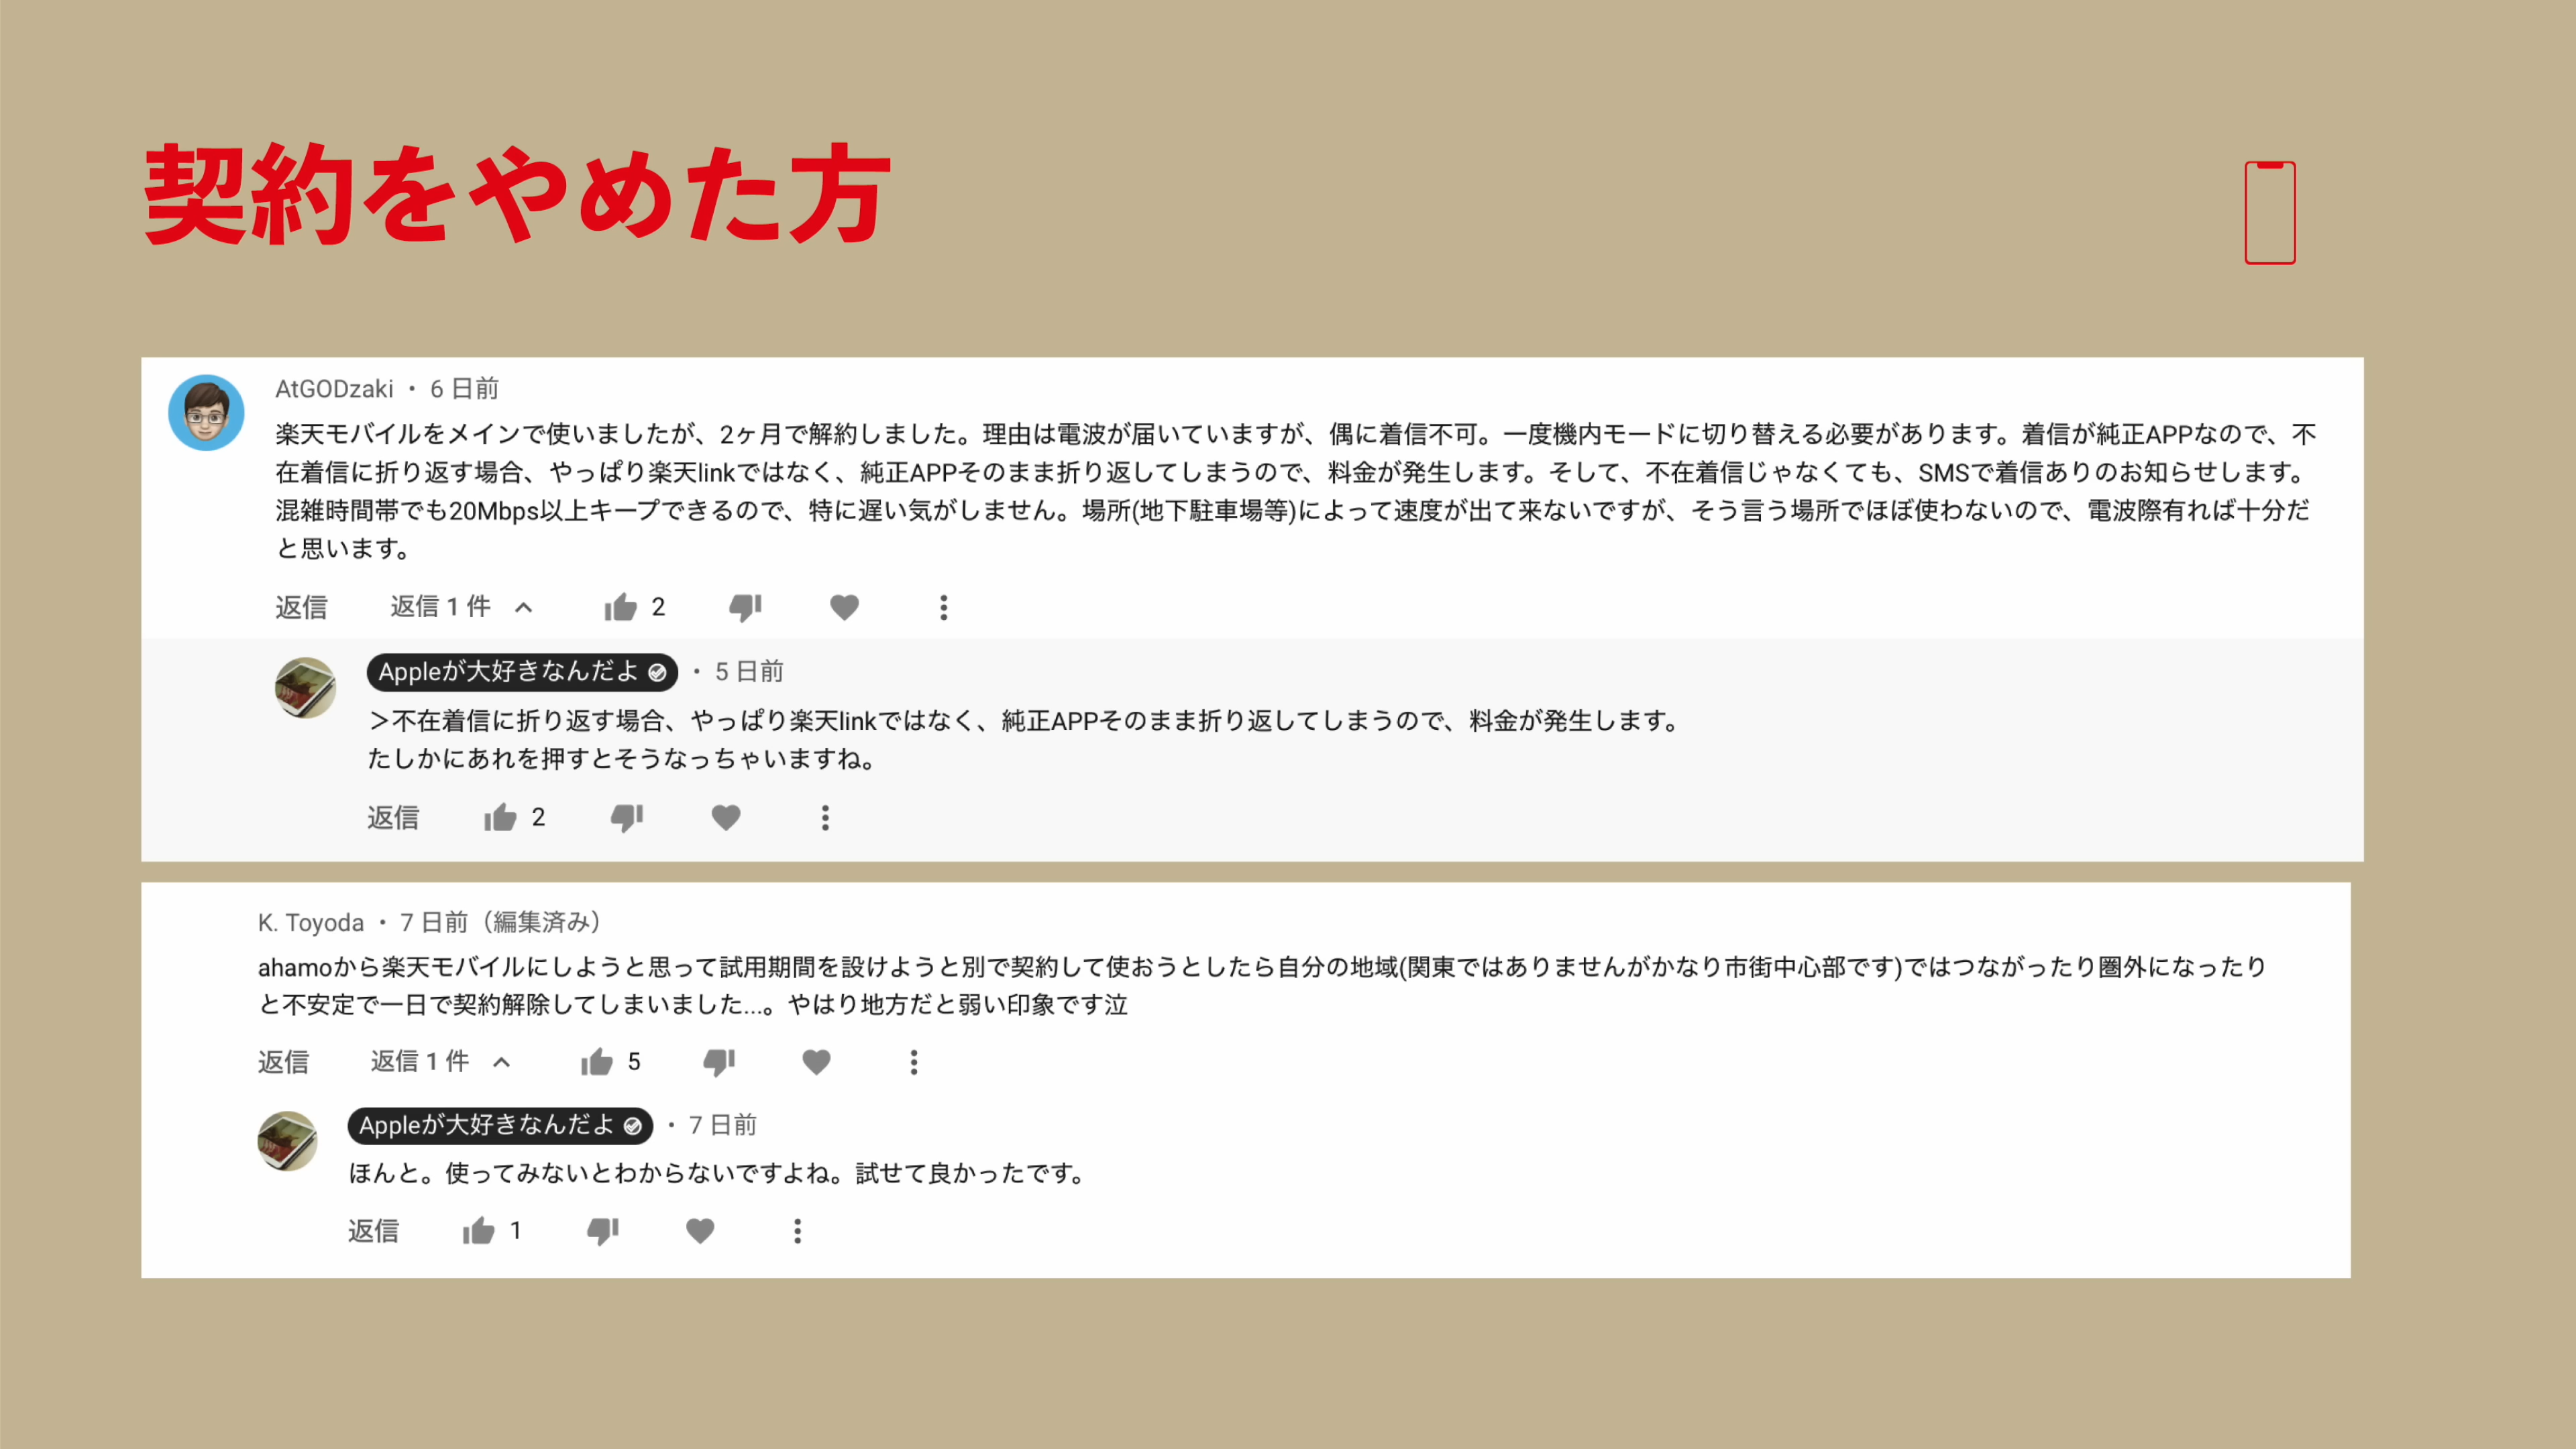 契約をやめた方
AtGODzaki ・ 6 日前
楽天モバイルをメインで使いましたが、2ヶ月で解約しました。理由は電波が届いていますが、偶に着信不可。一度機内モードに切り替える必要があります。着信が純正APPなので、不
在着信に折り返す場合、やっぱり楽天linkではなく、純正APPそのまま折り返してしまうので、料金が発生します。そして、不在着信じゃなくても、SMSで着信ありのお知らせします。
混雑時間帯でも20Mbps以上キープできるので、特に遅い気がしません。場所(地下駐車場等)によって速度が出て来ないですが、そう言う場所でほぼ使わないので、電波際有れば十分だ
と思います。
返信 返信 1 件 2
Appleが大好きなんだよ ・ 5 日前
＞不在着信に折り返す場合、やっぱり楽天linkではなく、純正APPそのまま折り返してしまうので、料金が発生します。
たしかにあれを押すとそうなっちゃいますね。
返信 2
K. Toyoda ・ 7 日前（編集済み）
ahamoから楽天モバイルにしようと思って試用期間を設けようと別で契約して使おうとしたら自分の地域(関東ではありませんがかなり市街中心部です)ではつながったり圏外になったり
と不安定で一日で契約解除してしまいました...。やはり地方だと弱い印象です泣
返信 返信 1 件 5
Appleが大好きなんだよ ・ 7 日前
ほんと。使ってみないとわからないですよね。試せて良かったです。
返信 1